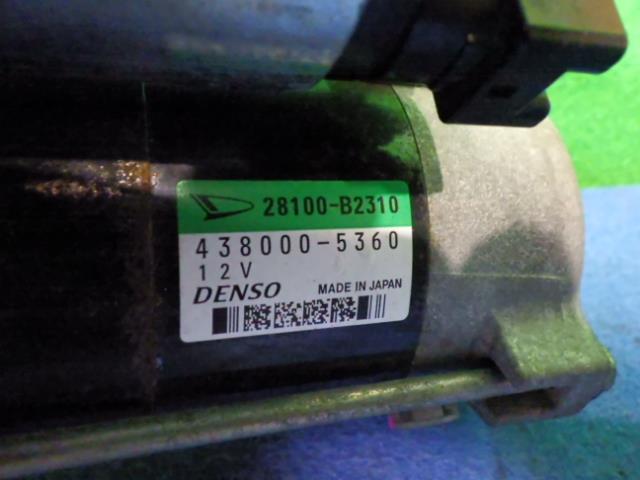 28100-B2310
438000-5360
12V
DENSO MADE IN JAPAN